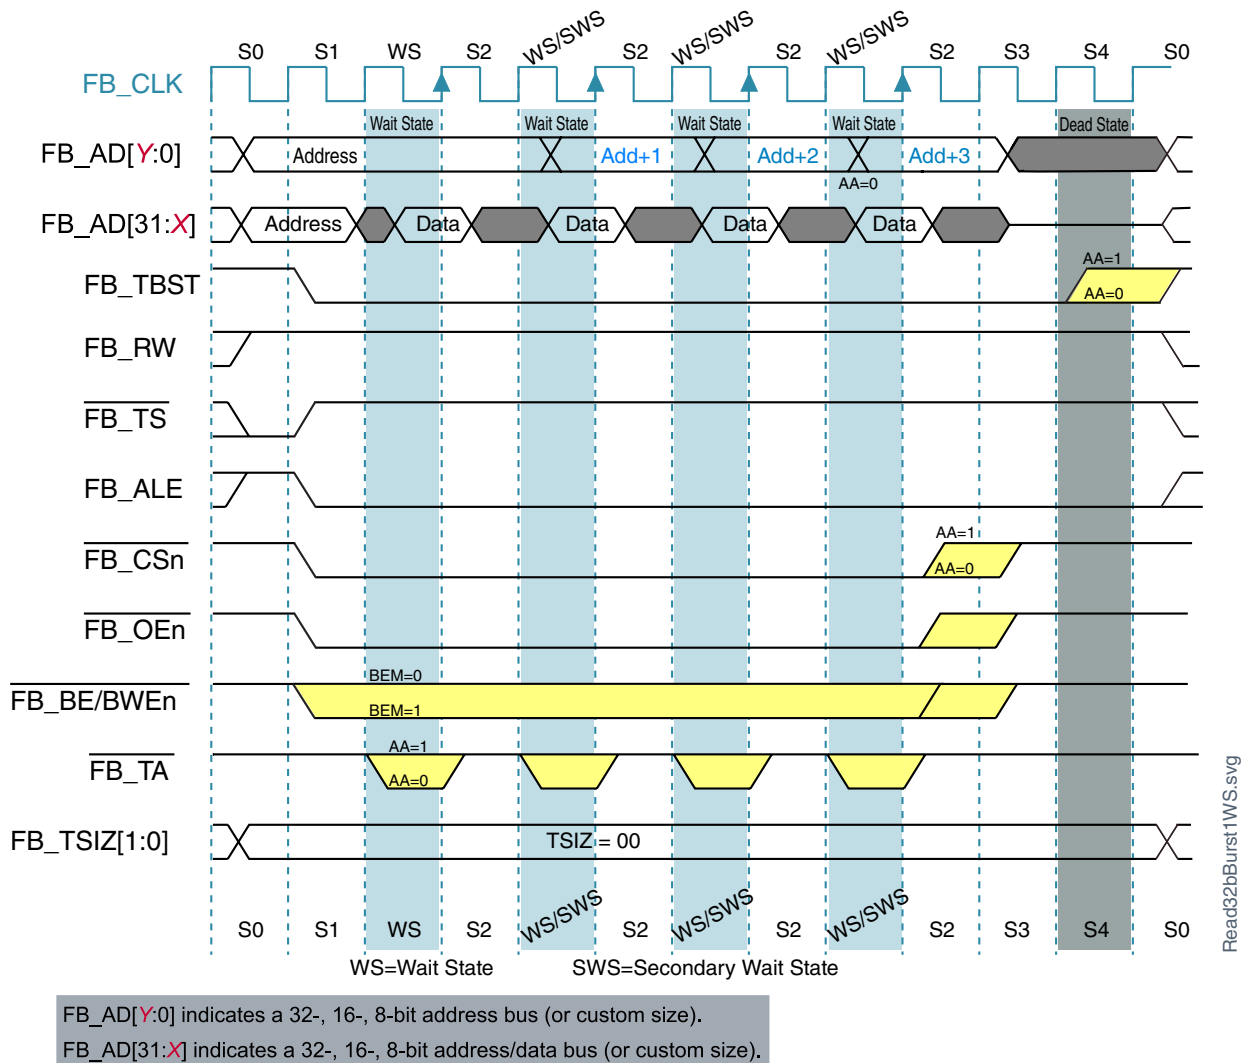 S0 S1 WS S2 WS/SWS S2 WS/SWS S2 WS/SWS S2 S3 S4 S0
FB_CLK
Wait State Wait State Wait State Wait State Dead State
FB_AD[Y:0] Address Add+1 Add+2 Add+3
AA=0
FB_AD[31:X] Address Data Data Data Data
AA=1
FB_TBST AA=0
FB_RW
FB_TS
FB_ALE
AA=1
FB_CSn AA=0
FB_OEn
BEM=0
FB_BE/BWEn
BEM=1
AA=1
FB_TA
AA=0
FB_TSIZ[1:0] TSIZ = 00
S0 S1 WS S2 WS/SWS S2 WS/SWS S2 WS/SWS S2 S3 S4 S0
WS=Wait State SWS=Secondary Wait State
FB_AD[Y:0] indicates a 32-, 16-, 8-bit address bus (or custom size).
FB_AD[31:X] indicates a 32-, 16-, 8-bit address/data bus (or custom size).
Read32bBurst1WS.svg